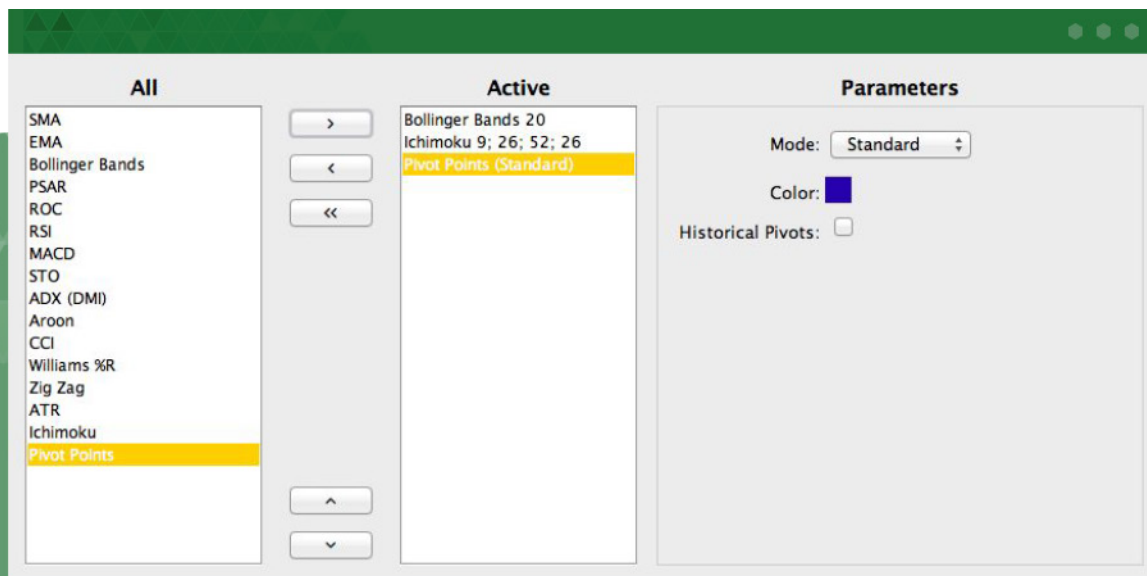 All
SMA
EMA
Bollinger Bands
PSAR
ROC
RSI
MACD
STO
ADX (DMI)
Aroon
CCI
Williams %R
Zig Zag
ATR
Ichimoku
Pivot Points
>
<
<<
^
v
Active
Bollinger Bands 20
Ichimoku 9; 26; 52; 26
Pivot Points (Standard)
Parameters
Mode: Standard
Color:
Historical Pivots: